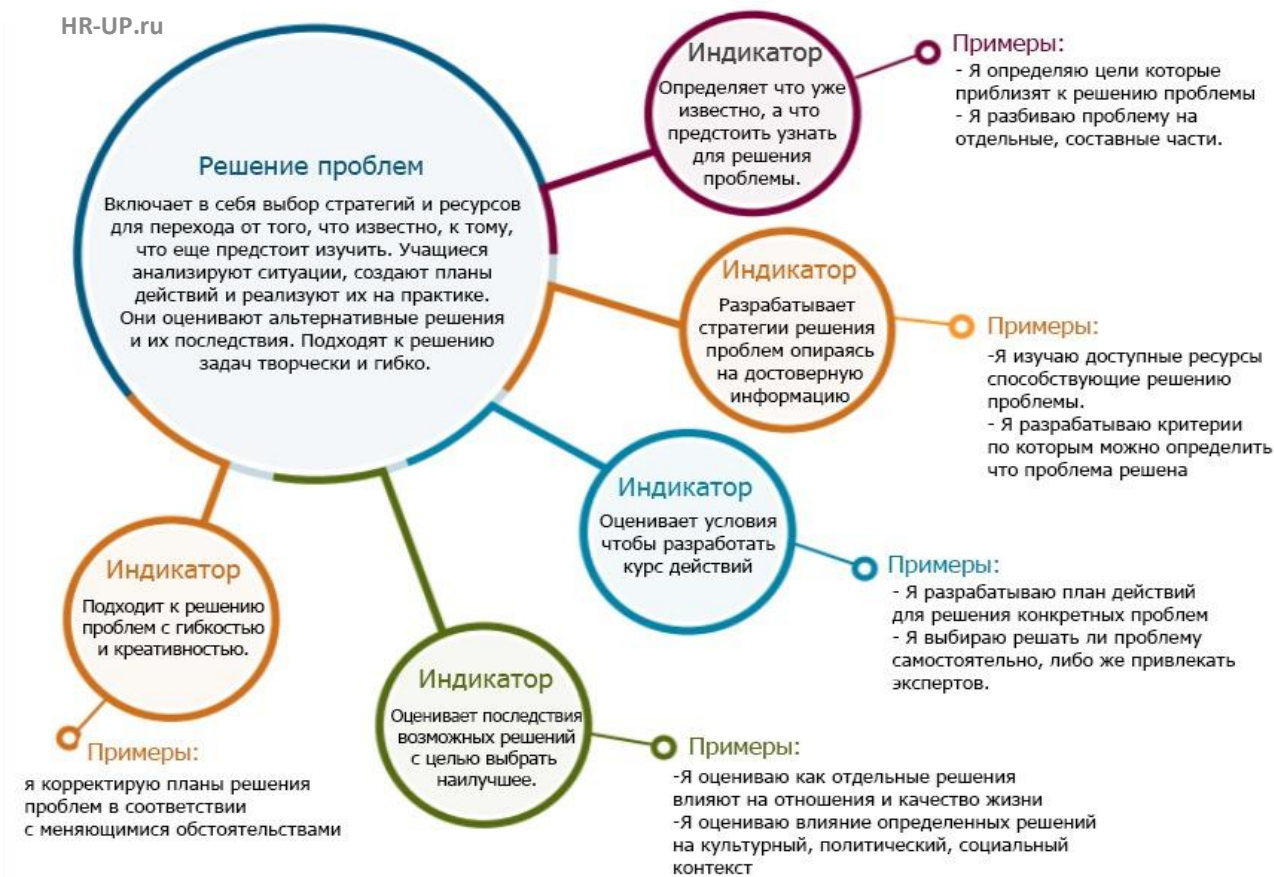 HR-UP.ru
Решение проблем
Включает в себя выбор стратегий и ресурсов
для перехода от того, что известно, к тому,
что еще предстоит изучить. Учащиеся
анализируют ситуации, создают планы
действий и реализуют их на практике.
Они оценивают альтернативные решения
и их последствия. Подходят к решению
задач творчески и гибко.
Индикатор
Определяет что уже
известно, а что
предстоить узнать
для решения
проблемы.
Примеры:
- Я определяю цели которые
приблизят к решению проблемы
- Я разбиваю проблему на
отдельные, составные части.
Индикатор
Разрабатывает
стратегии решения
проблем опираясь
на достоверную
информацию
Примеры:
-Я изучаю доступные ресурсы
способствующие решению
проблемы.
- Я разрабатываю критерии
по которым можно определить
что проблема решена
Индикатор
Оценивает условия
чтобы разработать
курс действий
Примеры:
- Я разрабатываю план действий
для решения конкретных проблем
- Я выбираю решать ли проблему
самостоятельно, либо же привлекать
экспертов.
Индикатор
Оценивает последствия
возможных решений
с целью выбрать
наилучшее.
Примеры:
-Я оцениваю как отдельные решения
влияют на отношения и качество жизни
-Я оцениваю влияние определенных решений
на культурный, политический, социальный
контекст
Индикатор
Подходит к решению
проблем с гибкостью
и креативностью.
Примеры:
я корректирую планы решения
проблем в соответствии
с меняющимися обстоятельствами